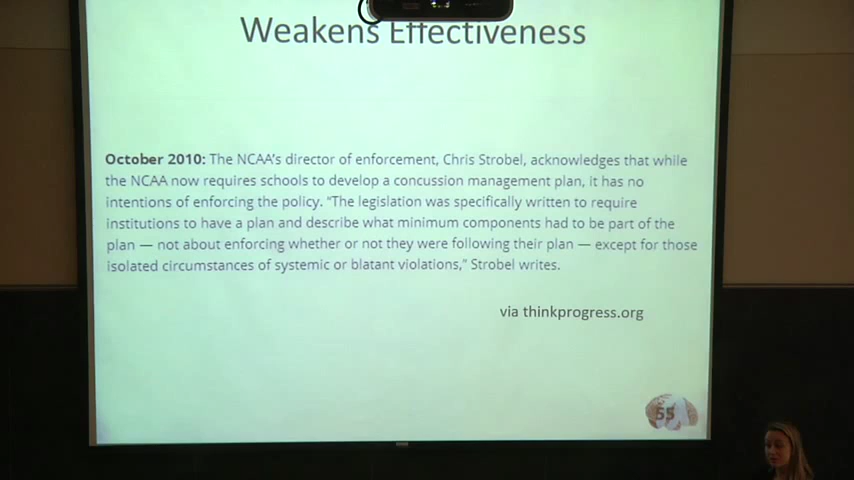 Weakens Effectiveness
October 2010: The NCAA's director of enforcement, Chris Strobel, acknowledges that while
the NCAA now requires schools to develop a concussion management plan, it has no
intentions of enforcing the policy. "The legislation was specifically written to require
institutions to have a plan and describe what minimum components had to be part of the
plan — not about enforcing whether or not they were following their plan — except for those
isolated circumstances of systemic or blatant violations," Strobel writes.
via thinkprogress.org
55